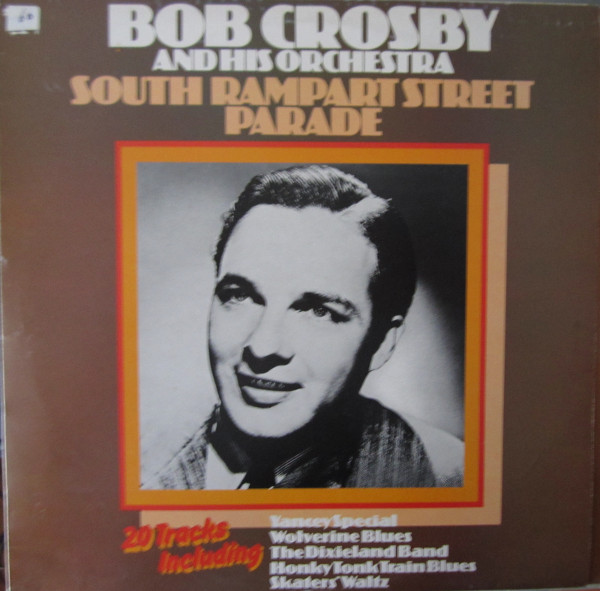 BOB CROSBY
AND HIS ORCHESTRA
SOUTH RAMPART STREET
PARADE
20 Tracks
Including
Yancey Special
Wolverine Blues
The Dixieland Band
Honky Tonk Train Blues
Skaters' Waltz